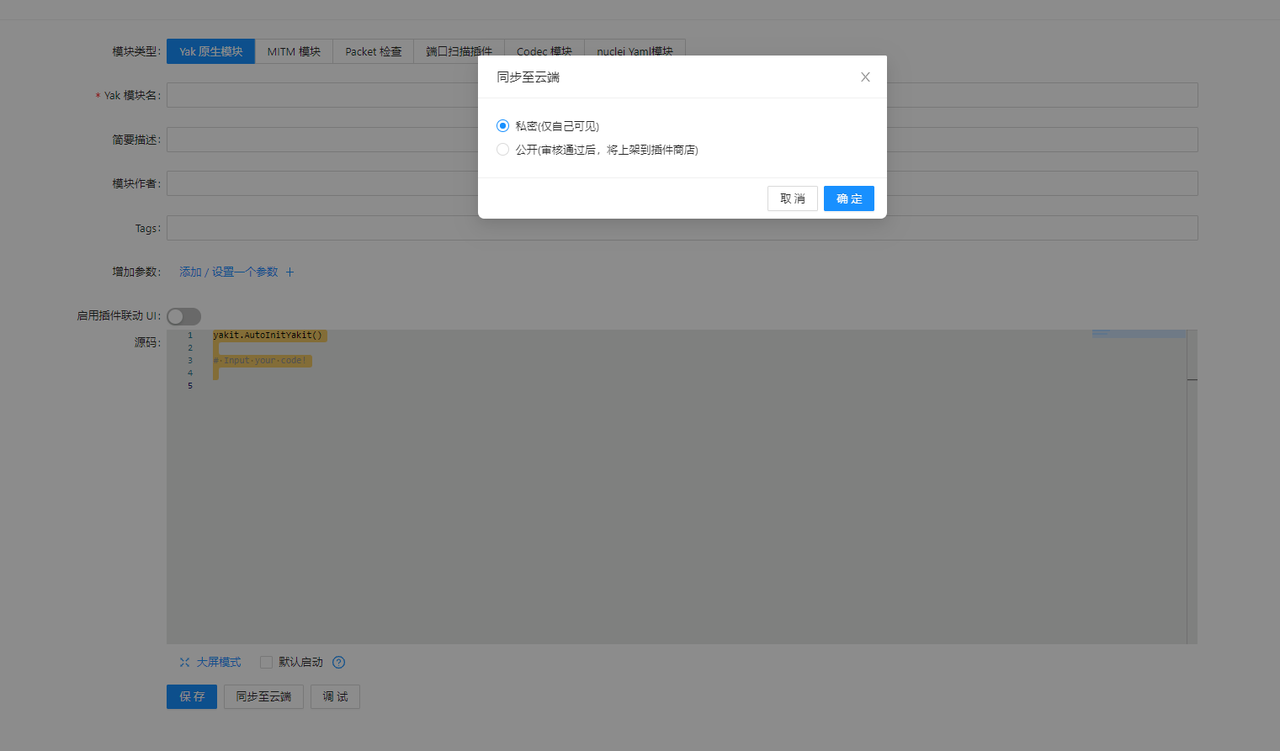 模块类型: Yak 原生模块 MITM 模块 Packet 检查 端口扫描插件 Codec 模块 nuclei Yaml模块
同步至云端
* Yak 模块名:
私密(仅自己可见)
简要描述:
公开(审核通过后，将上架到插件商店)
模块作者:
取 消 确 定
Tags:
增加参数: 添加 / 设置一个参数 +
启用插件联动 UI:
源码:
1 yakit.AutoInitYakit()
2
3 # Input your code!
4
5
大屏模式 默认启动 ?
保 存 同步至云端 调 试